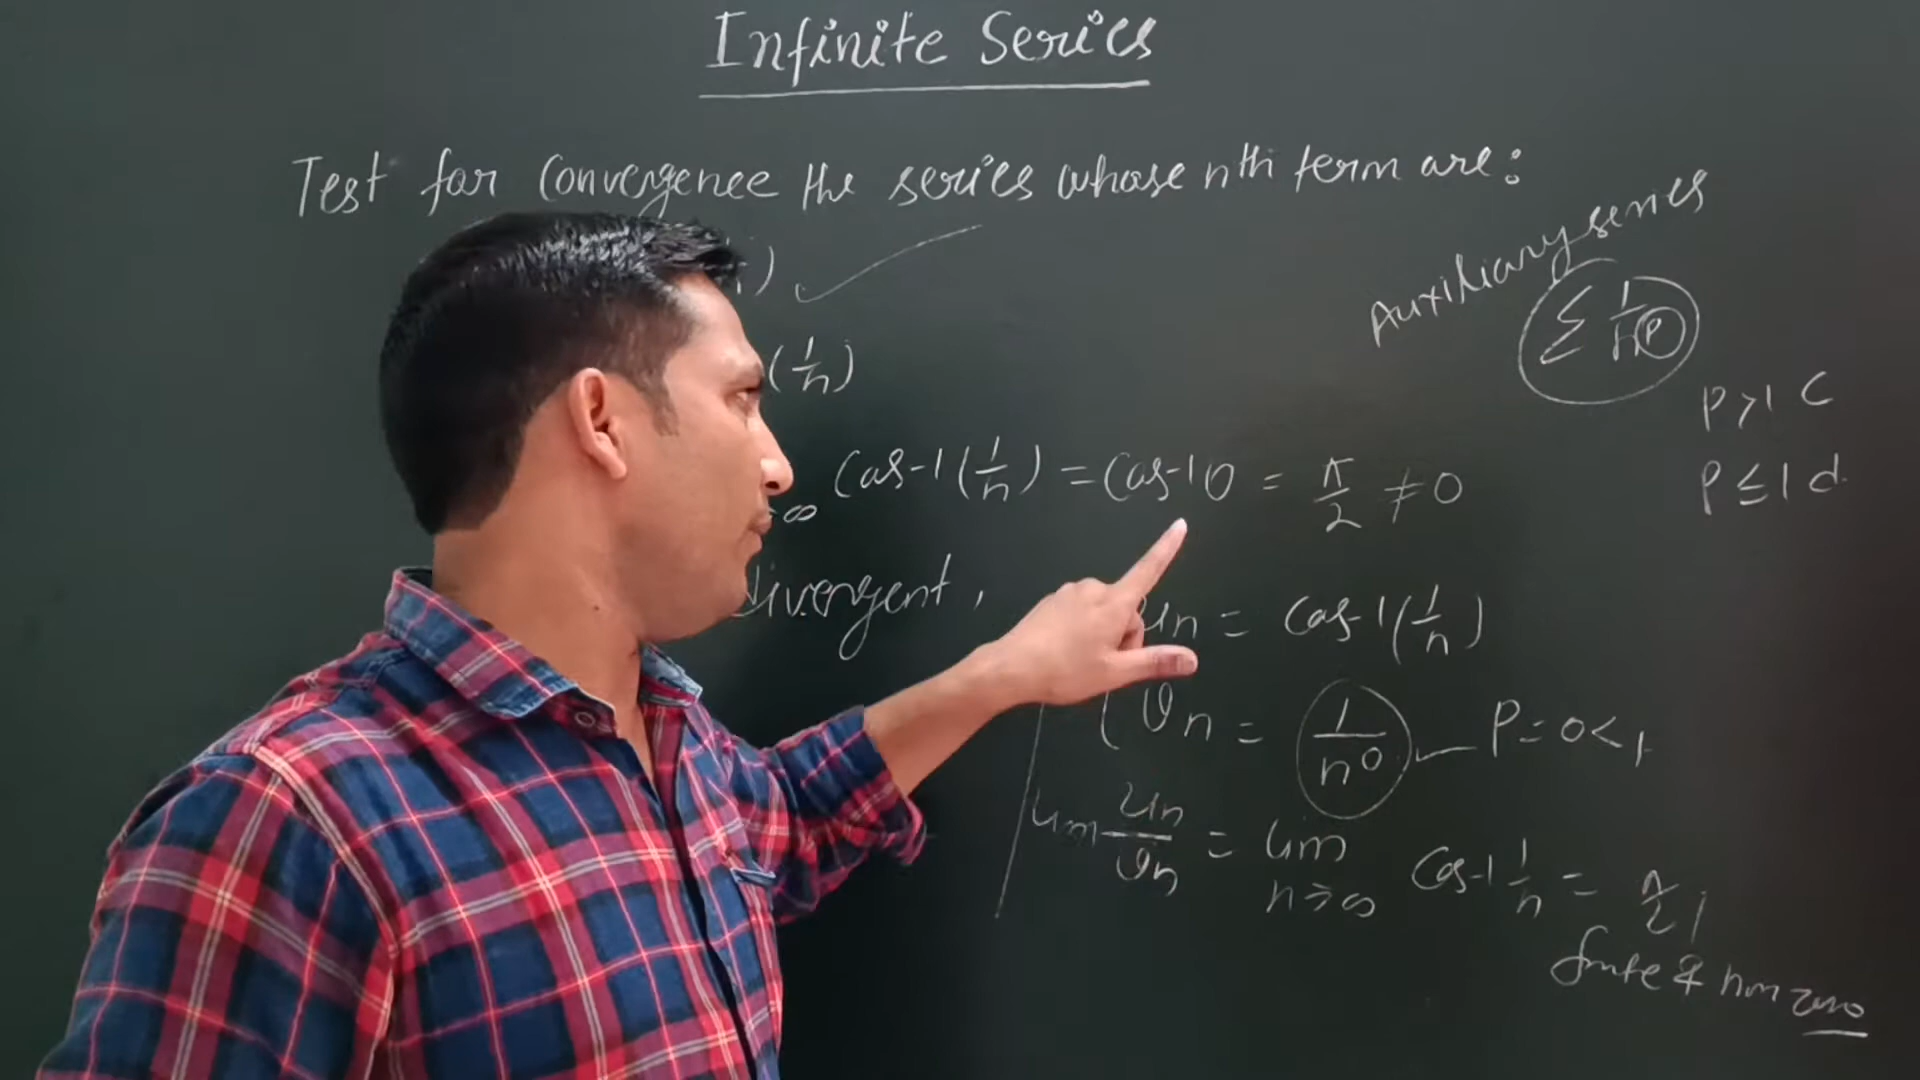 Infinite Series
Test for Convergence the series whose nth term are:
Auxiliary series
Σ 1/n^p
(1/n)
P>1 C
P≤1 d.
∞ Cos-1(1/n) = Cos-1 0 = π/2 ≠ 0
divergent,
un = Cos-1(1/n)
vn = 1/n^0 P=0<1
lim un/vn = lim n→∞ Cos-1 1/n = π/2;
finite & non zero